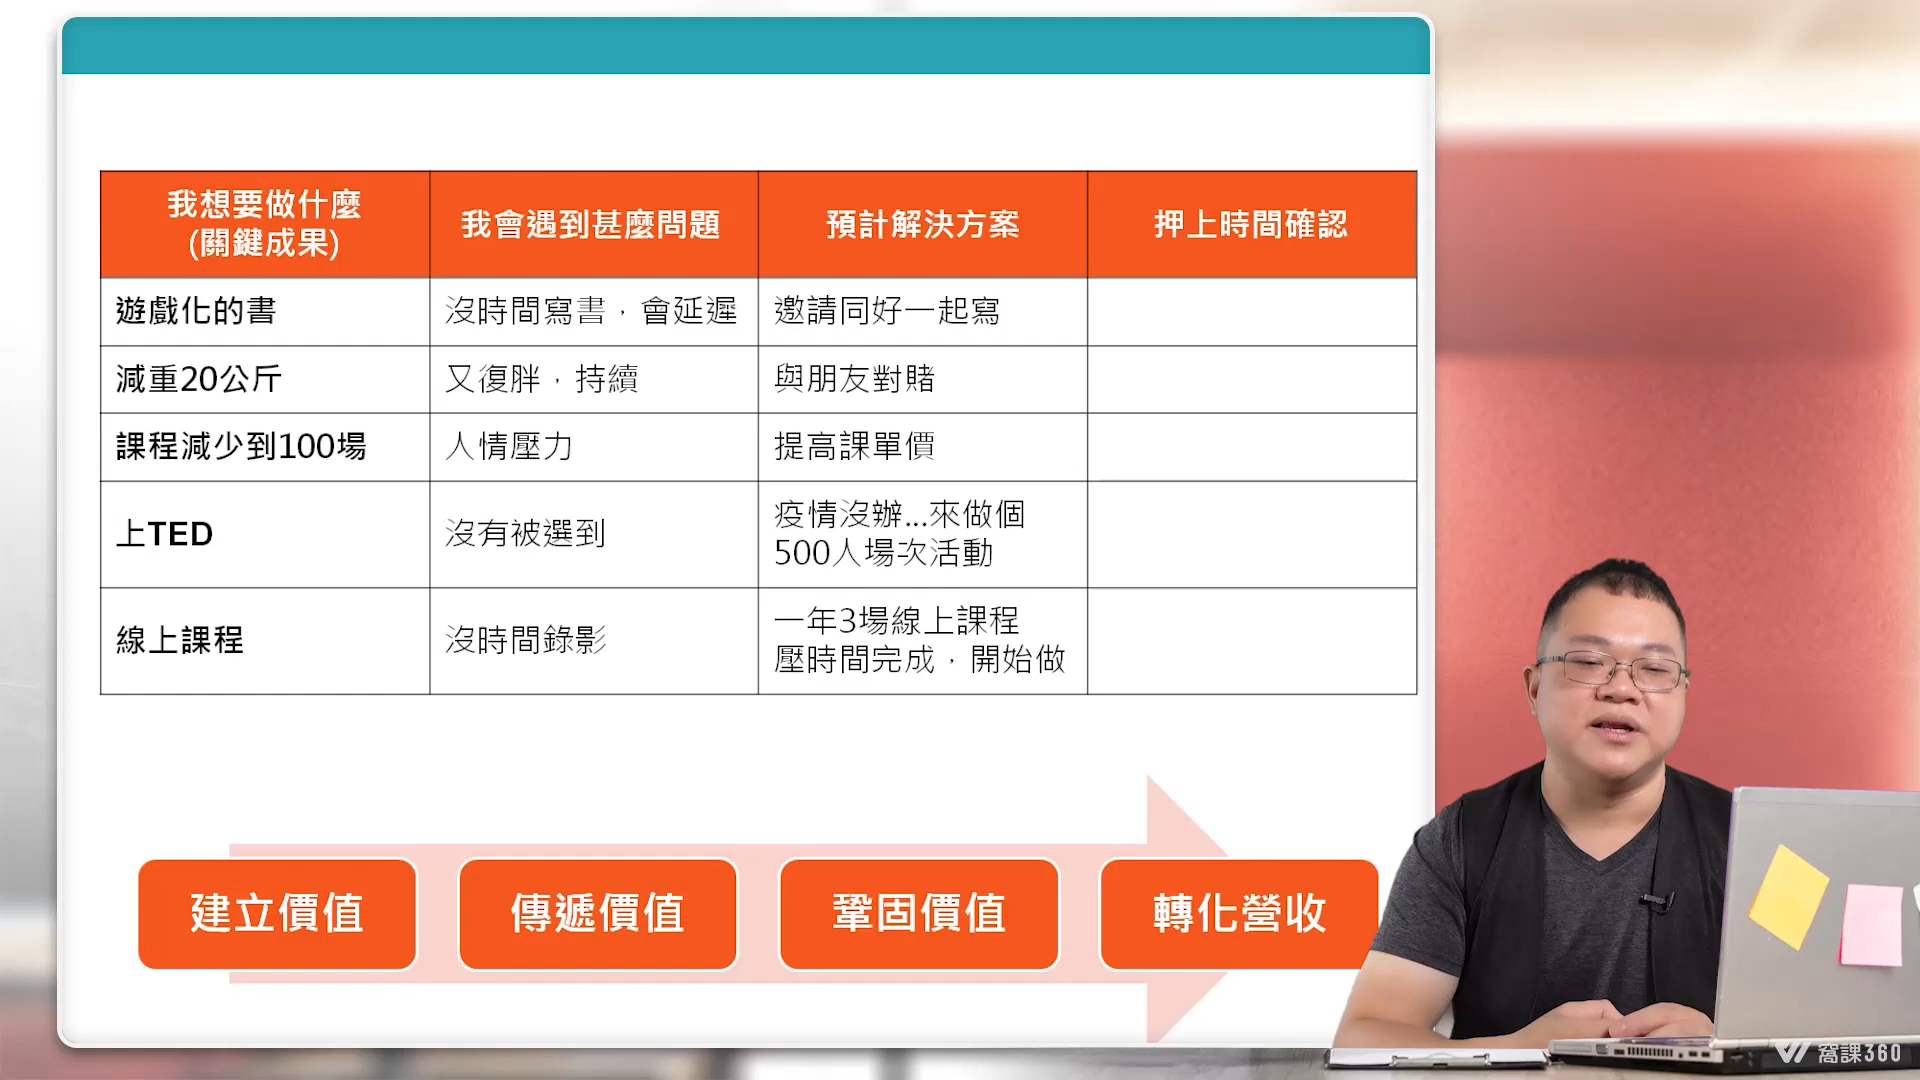 我想要做什麼
(關鍵成果)
我會遇到甚麼問題
預計解決方案
押上時間確認
遊戲化的書
沒時間寫書，會延遲
邀請同好一起寫
減重20公斤
又復胖，持續
與朋友對賭
課程減少到100場
人情壓力
提高課單價
上TED
沒有被選到
疫情沒辦...來做個
500人場次活動
線上課程
沒時間錄影
一年3場線上課程
壓時間完成，開始做
建立價值
傳遞價值
鞏固價值
轉化營收
窩課360